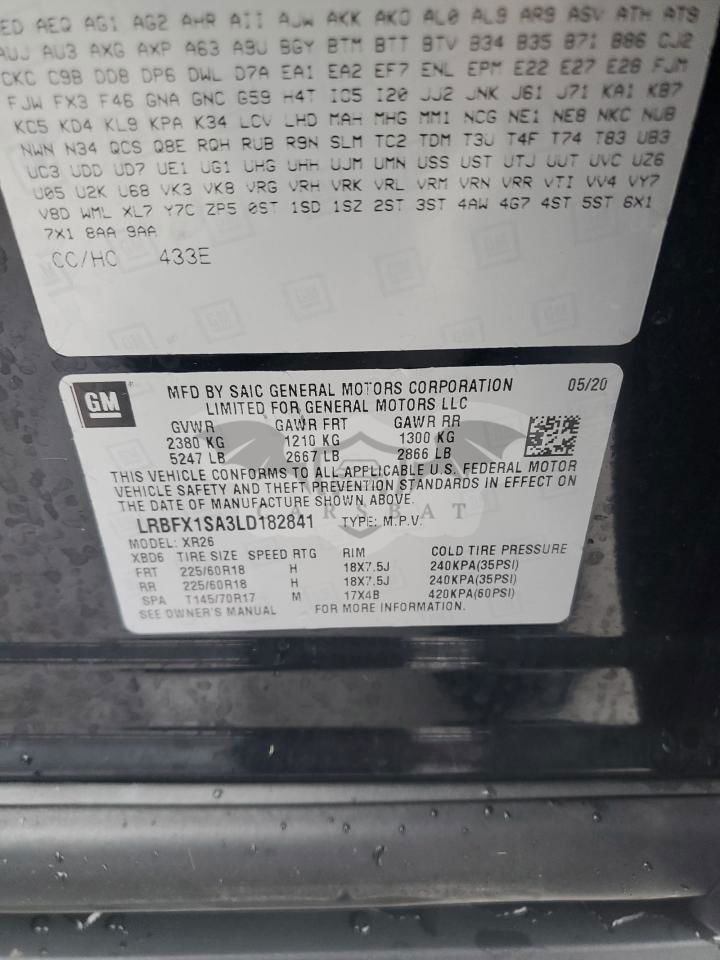 ED AEQ AG1 AG2 AHR AII AJW AKK AKO AL0 AL9 AR9 ASV ATH ATS
AUJ AU3 AXG AXP A63 A9U BGY BTM BTT BTV B34 B35 B71 B86 CJ2
CKC C9B DD8 DP6 DWL D7A EA1 EA2 EF7 ENL EPM E22 E27 E28 FJM
FJW FX3 F46 GNA GNC G59 H4T IC5 I20 JJ2 JNK J61 J71 KA1 KB7
KC5 KD4 KL9 KPA K34 LCV LHD MAH MHG MM1 NCG NE1 NE8 NKC NUB
NWN N34 QCS Q8E RQH RUB R9N SLM TC2 TDM T3U T4F T74 T83 UB3
UC3 UDD UD7 UE1 UG1 UHG UHH UJM UMN USS UST UTJ UUT UVC UZ6
U05 U2K U68 VK3 VK8 VRG VRH VRK VRL VRM VRN VRR VTI VV4 VY7
V8D WML XL7 Y7C ZP5 0ST 1SD 1SZ 2ST 3ST 4AW 4G7 4ST 5ST 6X1
7X1 8AA 9AA
CC/HC 433E
GM MFD BY SAIC GENERAL MOTORS CORPORATION 05/20
LIMITED FOR GENERAL MOTORS LLC
GVWR GAWR FRT GAWR RR
2380 KG 1210 KG 1300 KG
5247 LB 2667 LB 2866 LB
THIS VEHICLE CONFORMS TO ALL APPLICABLE U.S. FEDERAL MOTOR
VEHICLE SAFETY AND THEFT PREVENTION STANDARDS IN EFFECT ON
THE DATE OF MANUFACTURE SHOWN ABOVE.
CARSBAT
LRBFX1SA3LD182841 TYPE: M.P.V.
MODEL: XR26
XBD6 TIRE SIZE SPEED RTG RIM COLD TIRE PRESSURE
FRT 225/60R18 H 18X7.5J 240KPA(35PSI)
RR 225/60R18 H 18X7.5J 240KPA(35PSI)
SPA T145/70R17 M 17X4B 420KPA(60PSI)
SEE OWNER'S MANUAL FOR MORE INFORMATION.